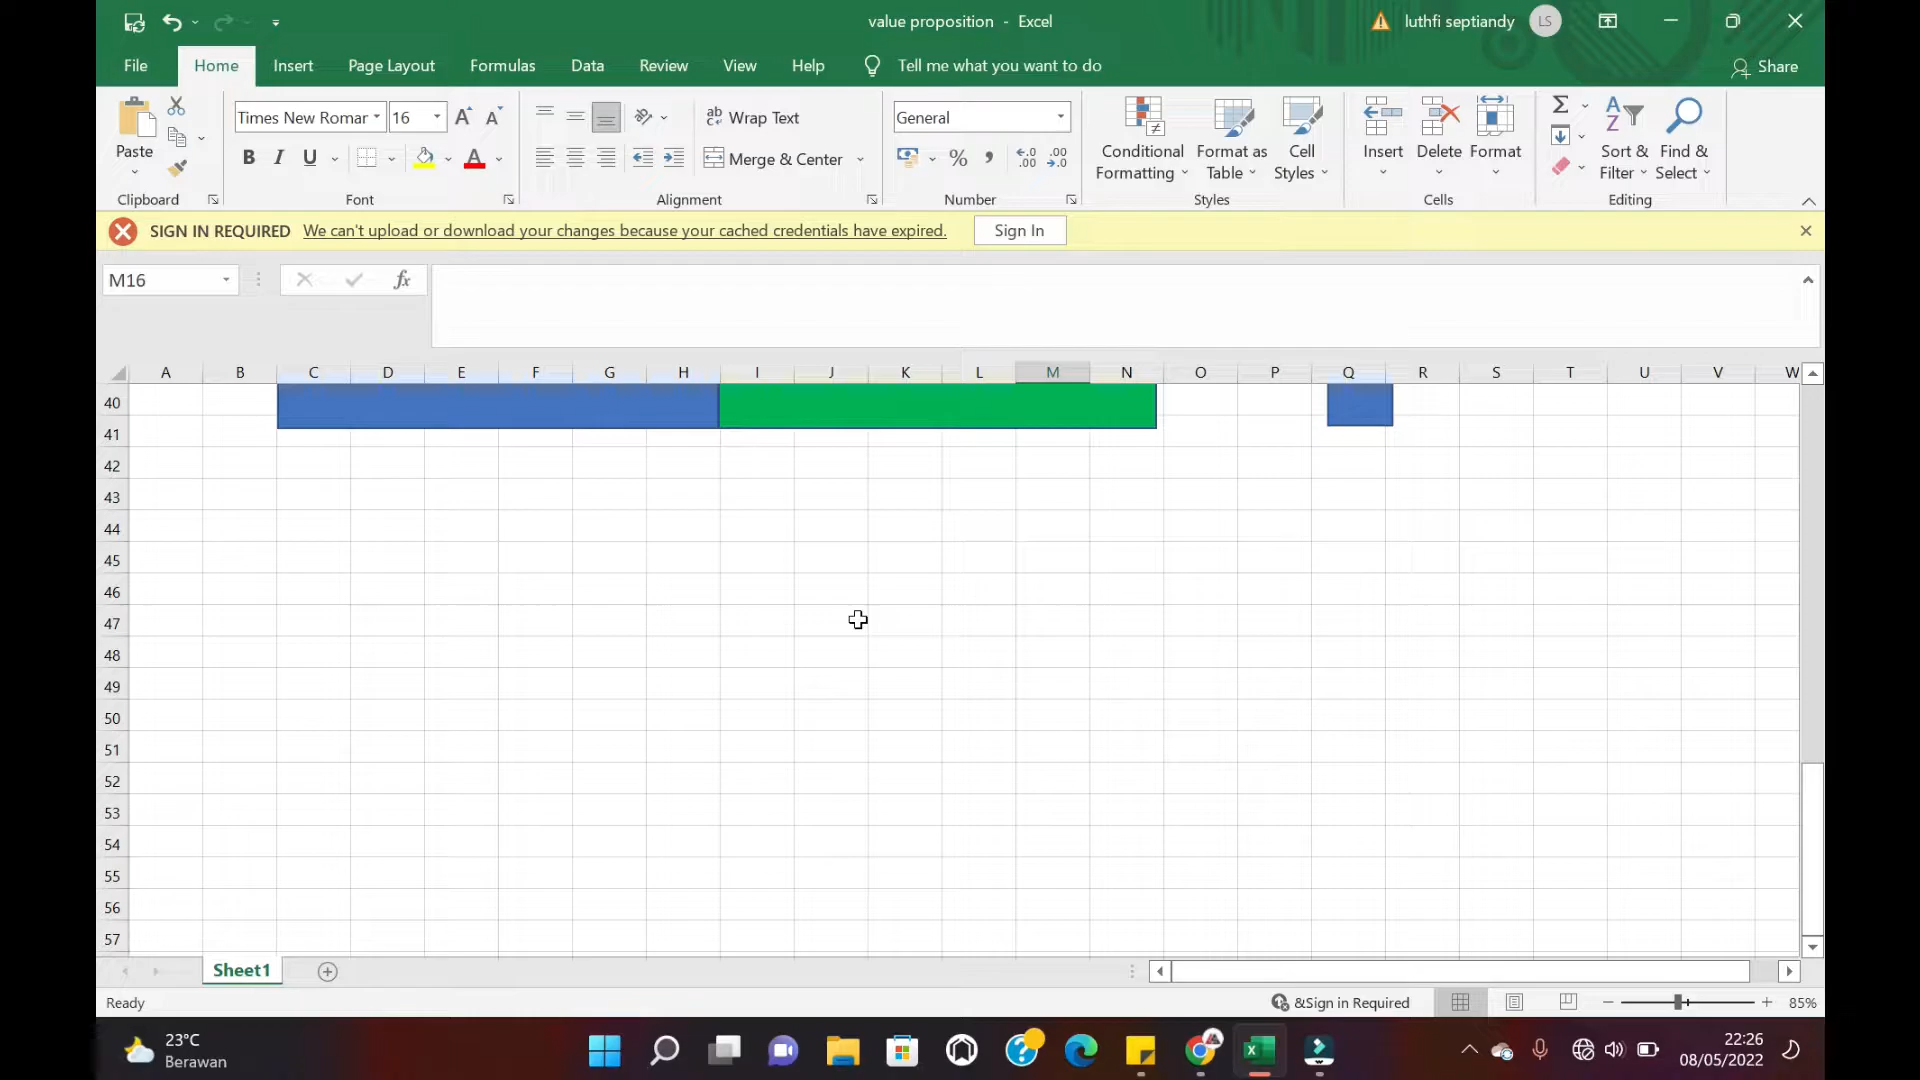 value proposition - Excel
luthfi septiandy
LS
File
Home
Insert
Page Layout
Formulas
Data
Review
View
Help
Tell me what you want to do
Share
Paste
Times New Romar
16
B I U
A
ab
Wrap Text
Merge & Center
General
%
Conditional Formatting
Format as Table
Cell Styles
Insert
Delete
Format
Sort & Filter
Find & Select
Clipboard
Font
Alignment
Number
Styles
Cells
Editing
SIGN IN REQUIRED We can't upload or download your changes because your cached credentials have expired. Sign In
M16
fx
A B C D E F G H I J K L M N O P Q R S T U V W
40
41
42
43
44
45
46
47
48
49
50
51
52
53
54
55
56
57
Sheet1
Ready
&Sign in Required
85%
23°C
Berawan
22:26
08/05/2022